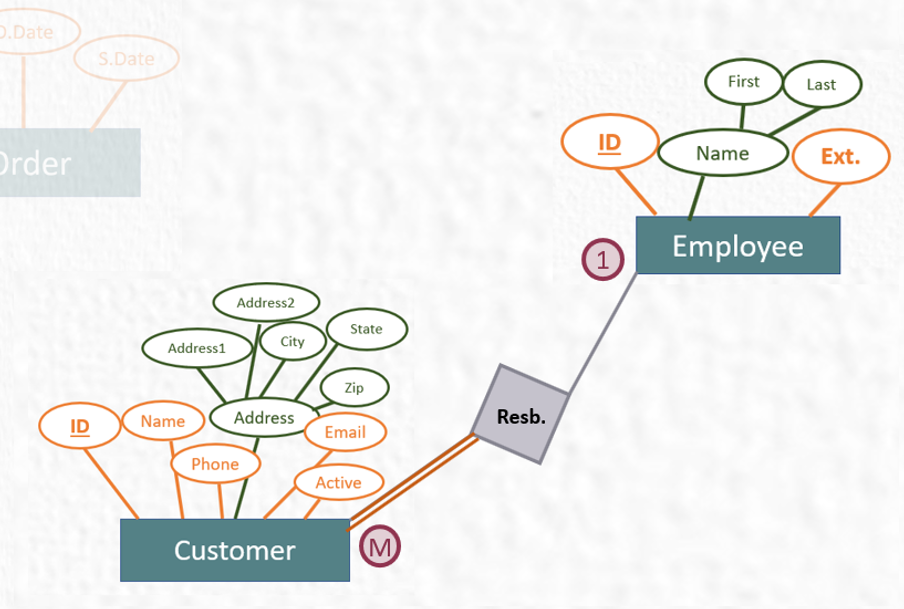 O.Date
S.Date
Order
First
Last
ID
Name
Ext.
Employee
1
Address2
Address1
City
State
Zip
ID
Name
Address
Email
Phone
Active
Resb.
Customer
M